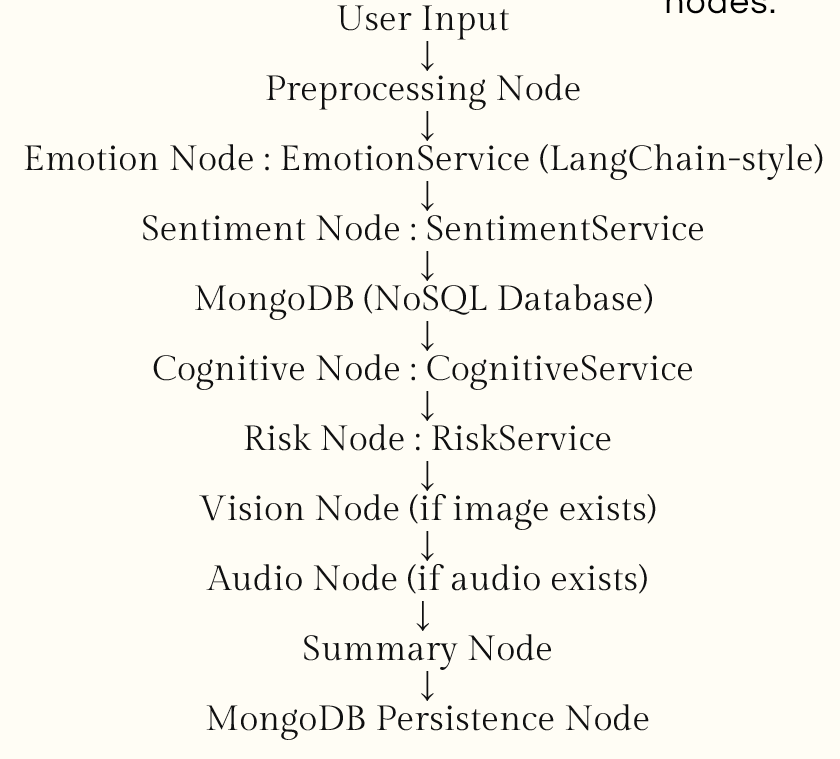 nodes.
User Input
↓
Preprocessing Node
↓
Emotion Node : EmotionService (LangChain-style)
↓
Sentiment Node : SentimentService
↓
MongoDB (NoSQL Database)
↓
Cognitive Node : CognitiveService
↓
Risk Node : RiskService
↓
Vision Node (if image exists)
↓
Audio Node (if audio exists)
↓
Summary Node
↓
MongoDB Persistence Node